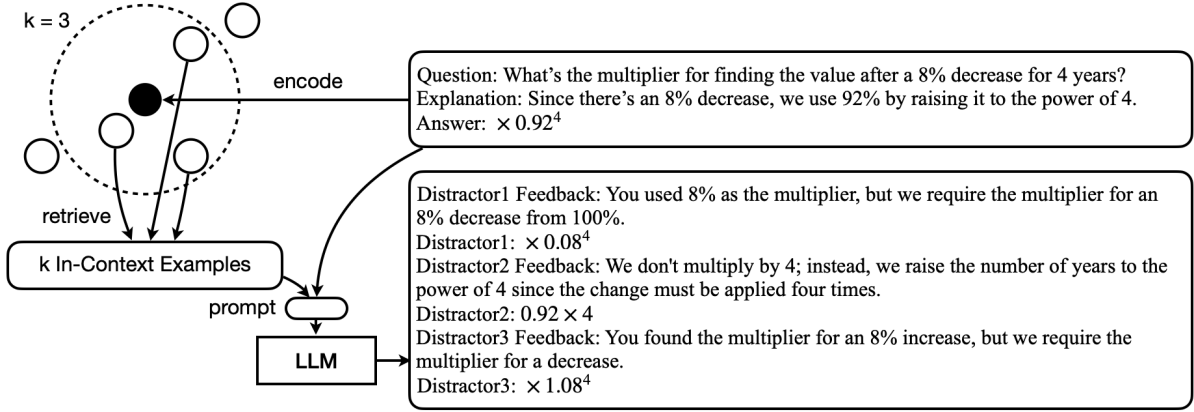 k = 3
encode
Question: What’s the multiplier for finding the value after a 8% decrease for 4 years?
Explanation: Since there’s an 8% decrease, we use 92% by raising it to the power of 4.
Answer: × 0.92⁴
retrieve
k In-Context Examples
prompt
LLM
Distractor1 Feedback: You used 8% as the multiplier, but we require the multiplier for an
8% decrease from 100%.
Distractor1: × 0.08⁴
Distractor2 Feedback: We don't multiply by 4; instead, we raise the number of years to the
power of 4 since the change must be applied four times.
Distractor2: 0.92 × 4
Distractor3 Feedback: You found the multiplier for an 8% increase, but we require the
multiplier for a decrease.
Distractor3: × 1.08⁴